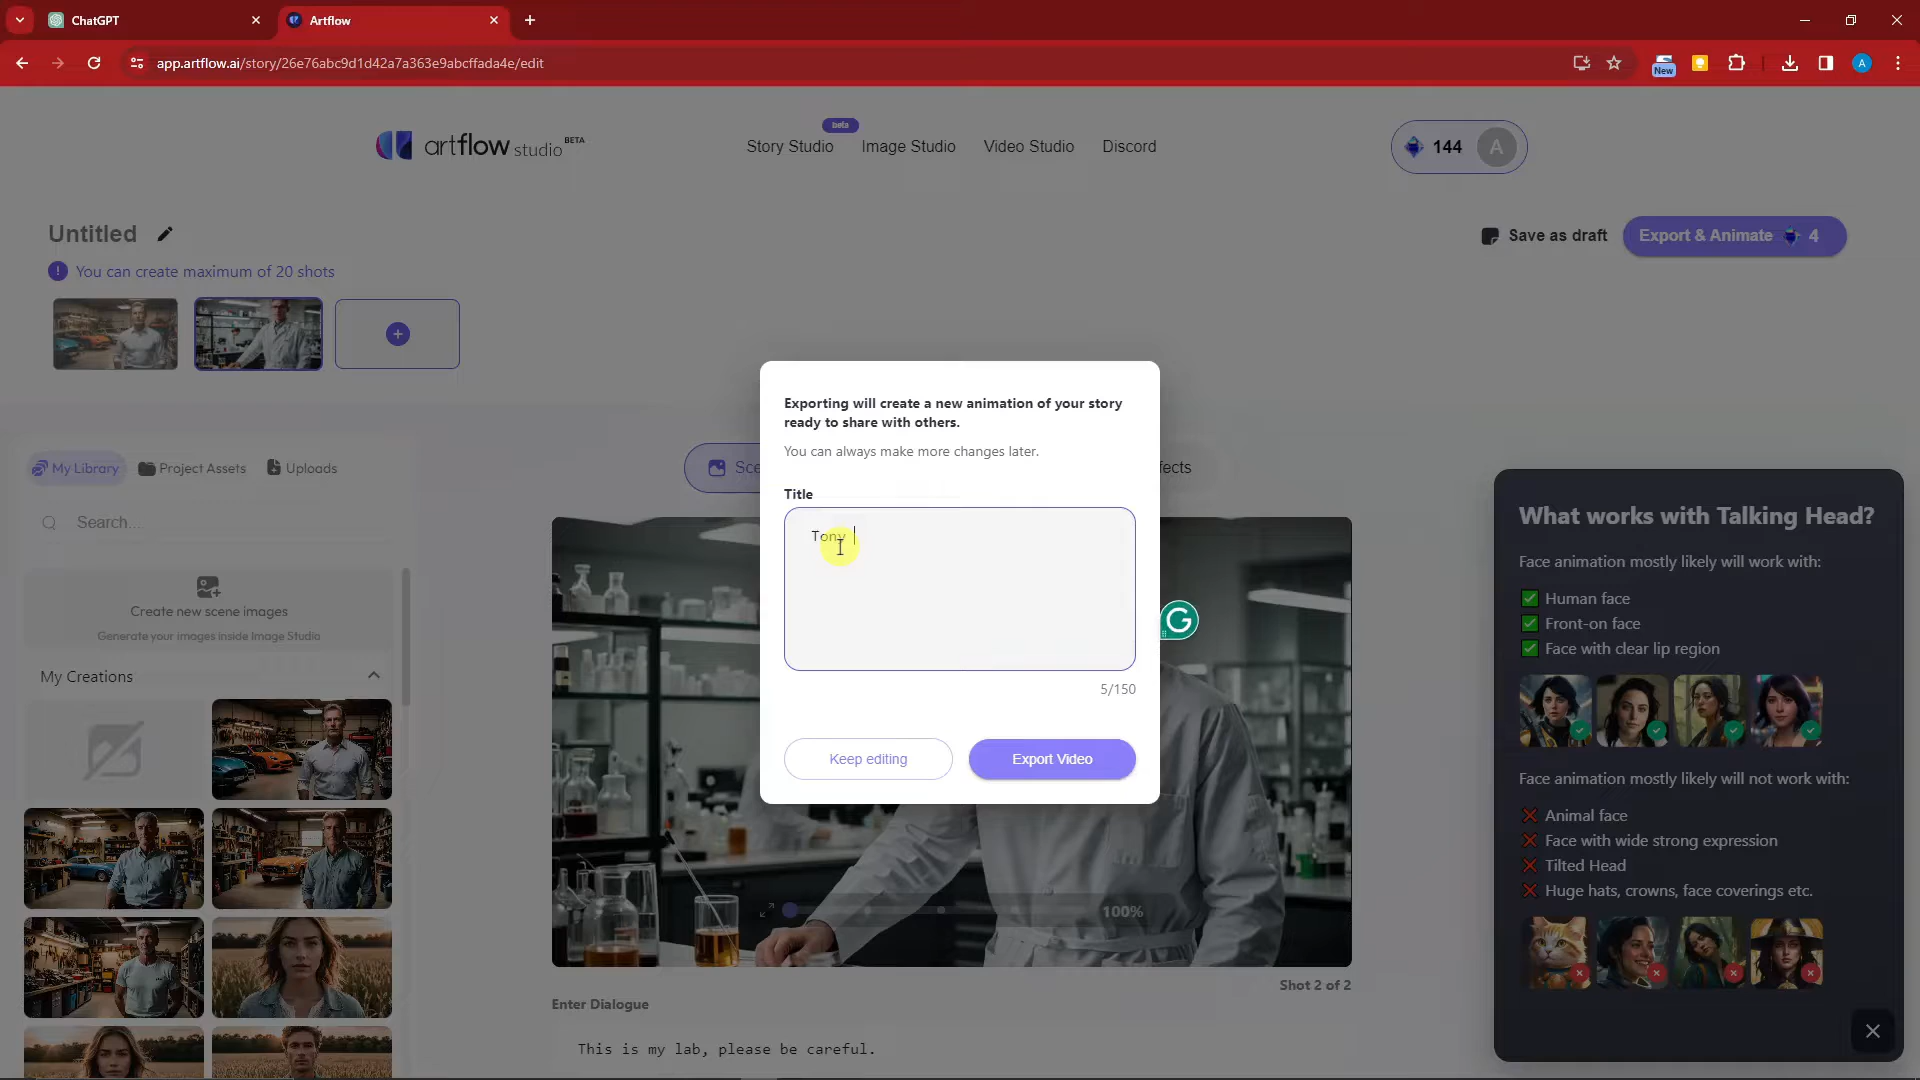 ChatGPT
Artflow
app.artflow.ai/story/26e76abc9d1d42a7a363e9abcffada4e/edit
New
A
artflow studio BETA
Story Studio
beta
Image Studio
Video Studio
Discord
144
A
Untitled
You can create maximum of 20 shots
Save as draft
Export & Animate 4
My Library
Project Assets
Uploads
Search...
Create new scene images
Generate your images inside Image Studio
My Creations
Exporting will create a new animation of your story
ready to share with others.
You can always make more changes later.
Title
Tony
5/150
Keep editing
Export Video
G
100%
Shot 2 of 2
Enter Dialogue
This is my lab, please be careful.
What works with Talking Head?
Face animation mostly likely will work with:
Human face
Front-on face
Face with clear lip region
Face animation mostly likely will not work with:
Animal face
Face with wide strong expression
Tilted Head
Huge hats, crowns, face coverings etc.